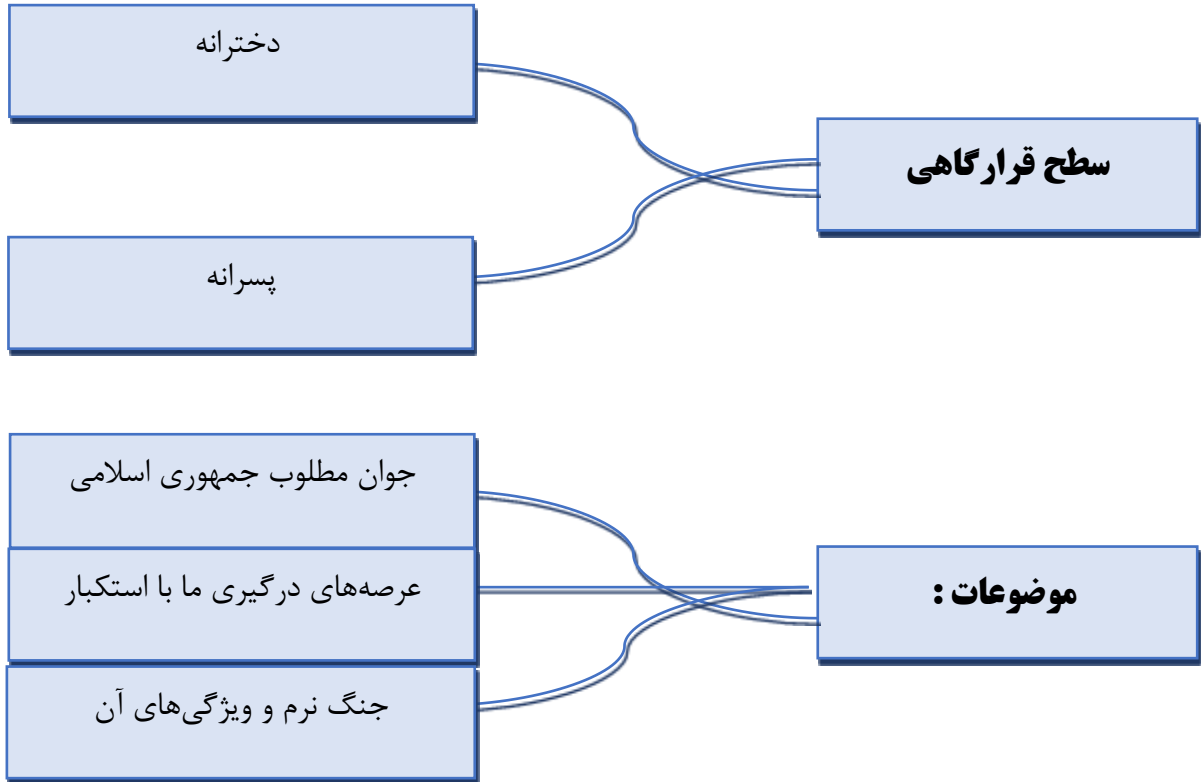 سطح قرارگاهی
دخترانه
پسرانه
موضوعات :
جوان مطلوب جمهوری اسلامی
عرصه‌های درگیری ما با استکبار
جنگ نرم و ویژگی‌های آن